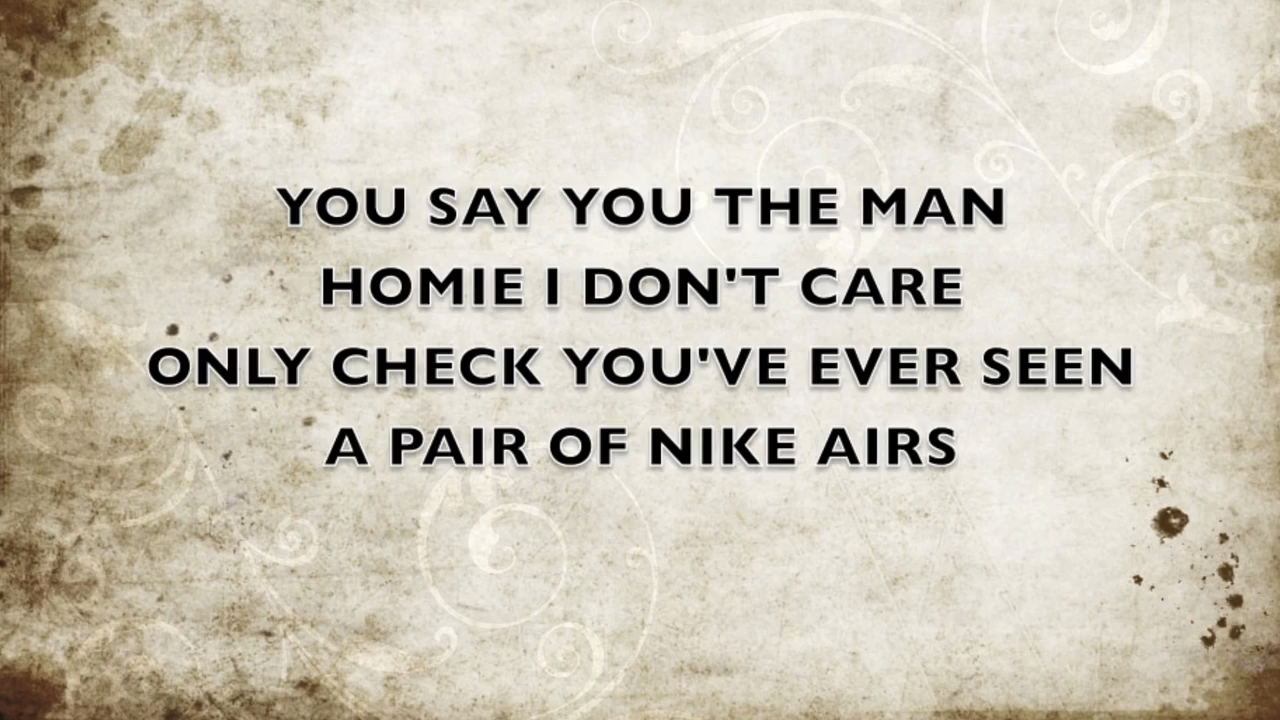 YOU SAY YOU THE MAN
HOMIE I DON'T CARE
ONLY CHECK YOU'VE EVER SEEN
A PAIR OF NIKE AIRS